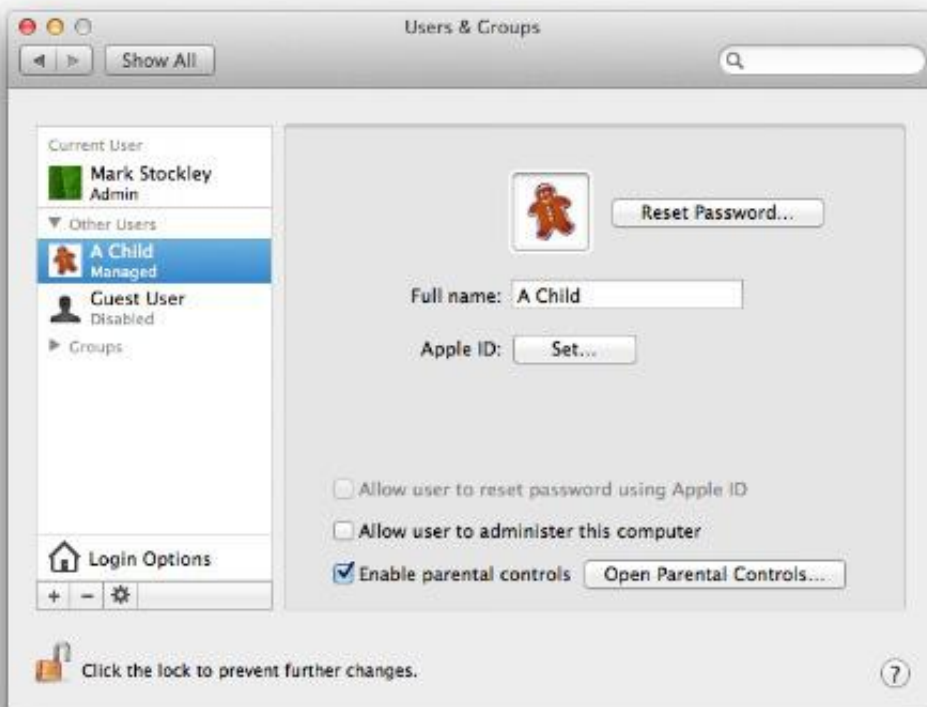 Users & Groups
Show All
Current User
Mark Stockley
Admin
Other Users
A Child
Managed
Guest User
Disabled
Groups
Login Options
+ -
Reset Password...
Full name: A Child
Apple ID: Set...
Allow user to reset password using Apple ID
Allow user to administer this computer
Enable parental controls Open Parental Controls...
Click the lock to prevent further changes.
?